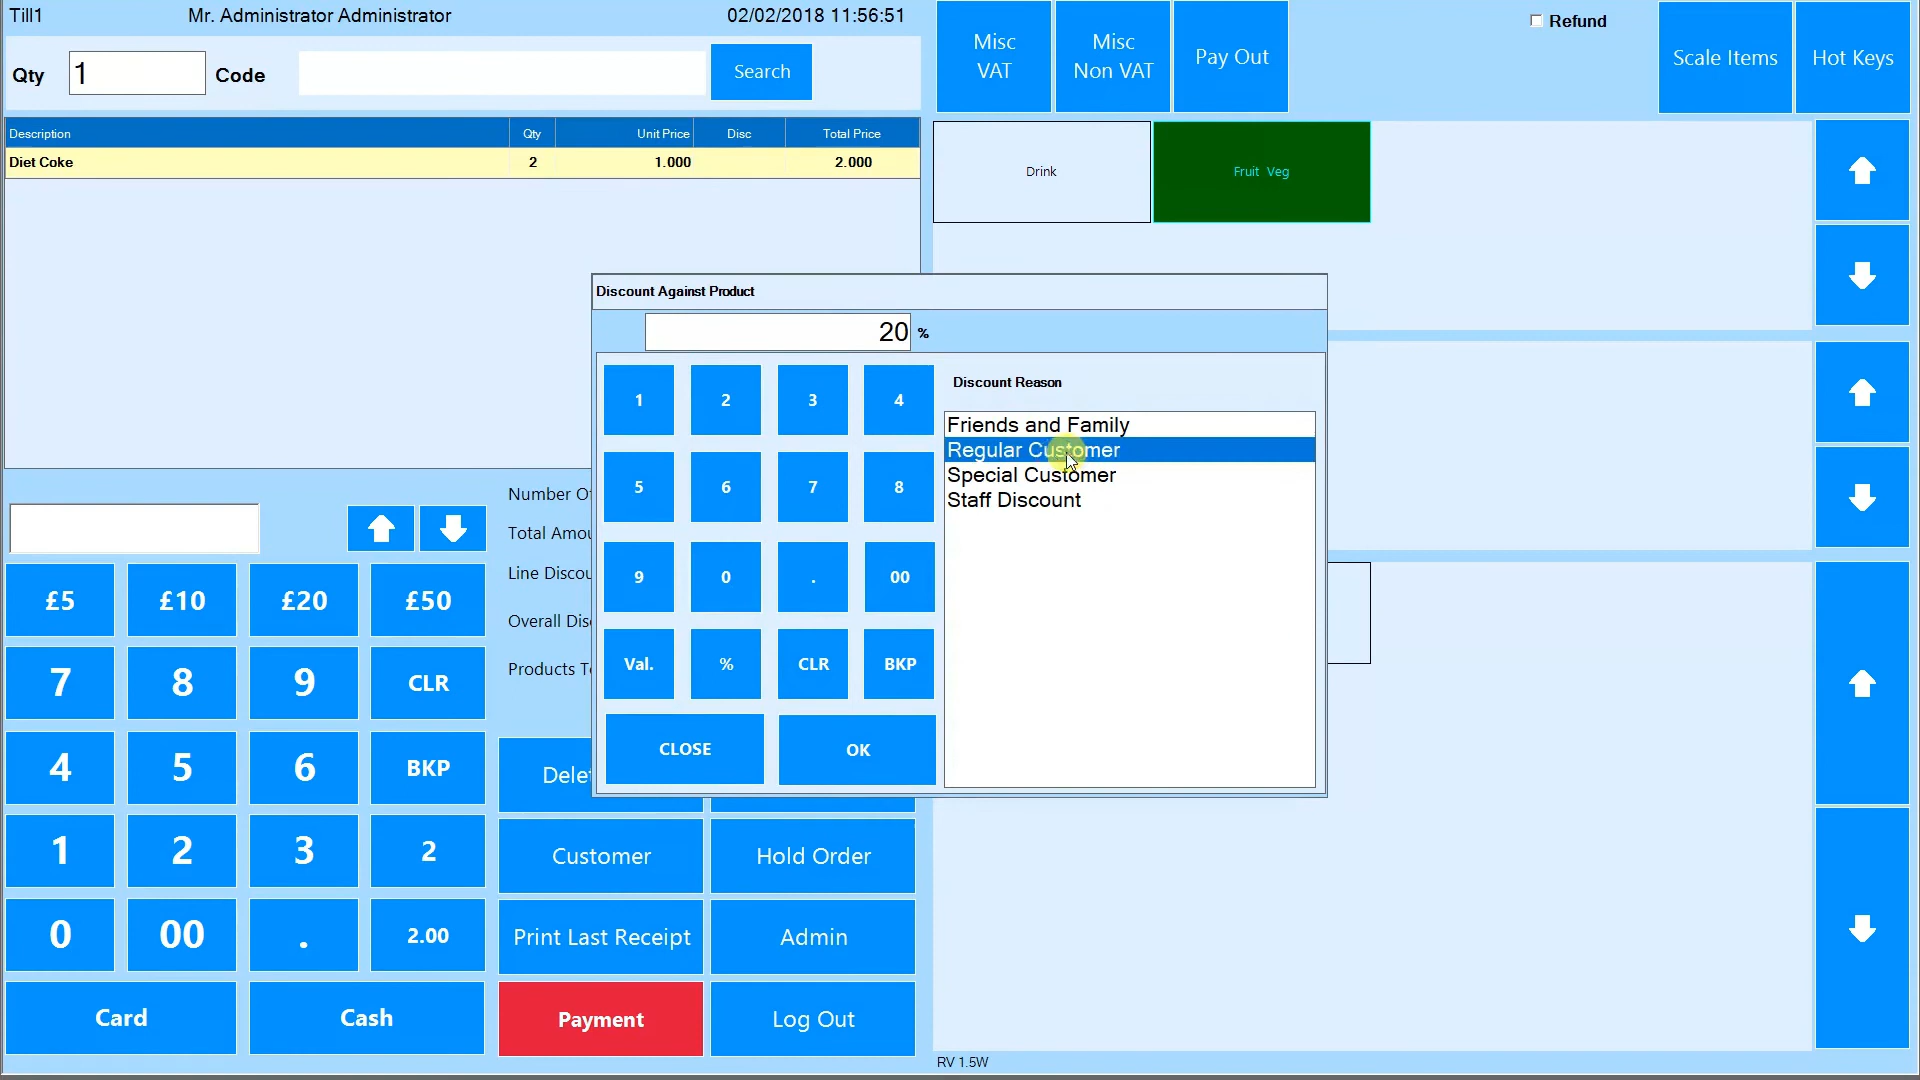 Till1 Mr. Administrator Administrator 02/02/2018 11:56:51
Misc VAT
Misc Non VAT
Pay Out
Refund
Scale Items
Hot Keys
Qty 1 Code Search
Description Qty Unit Price Disc Total Price
Diet Coke 2 1.000 2.000
Drink
Fruit Veg
Discount Against Product
20 %
Discount Reason
1 2 3 4
5 6 7 8
9 0 . 00
Val. % CLR BKP
CLOSE OK
Friends and Family
Regular Customer
Special Customer
Staff Discount
Number
Total
Line
Overall
Products
£5 £10 £20 £50
7 8 9 CLR
4 5 6 BKP
1 2 3 2
0 00 . 2.00
Card Cash
Customer Hold Order
Print Last Receipt Admin
Payment Log Out
RV 1.5W